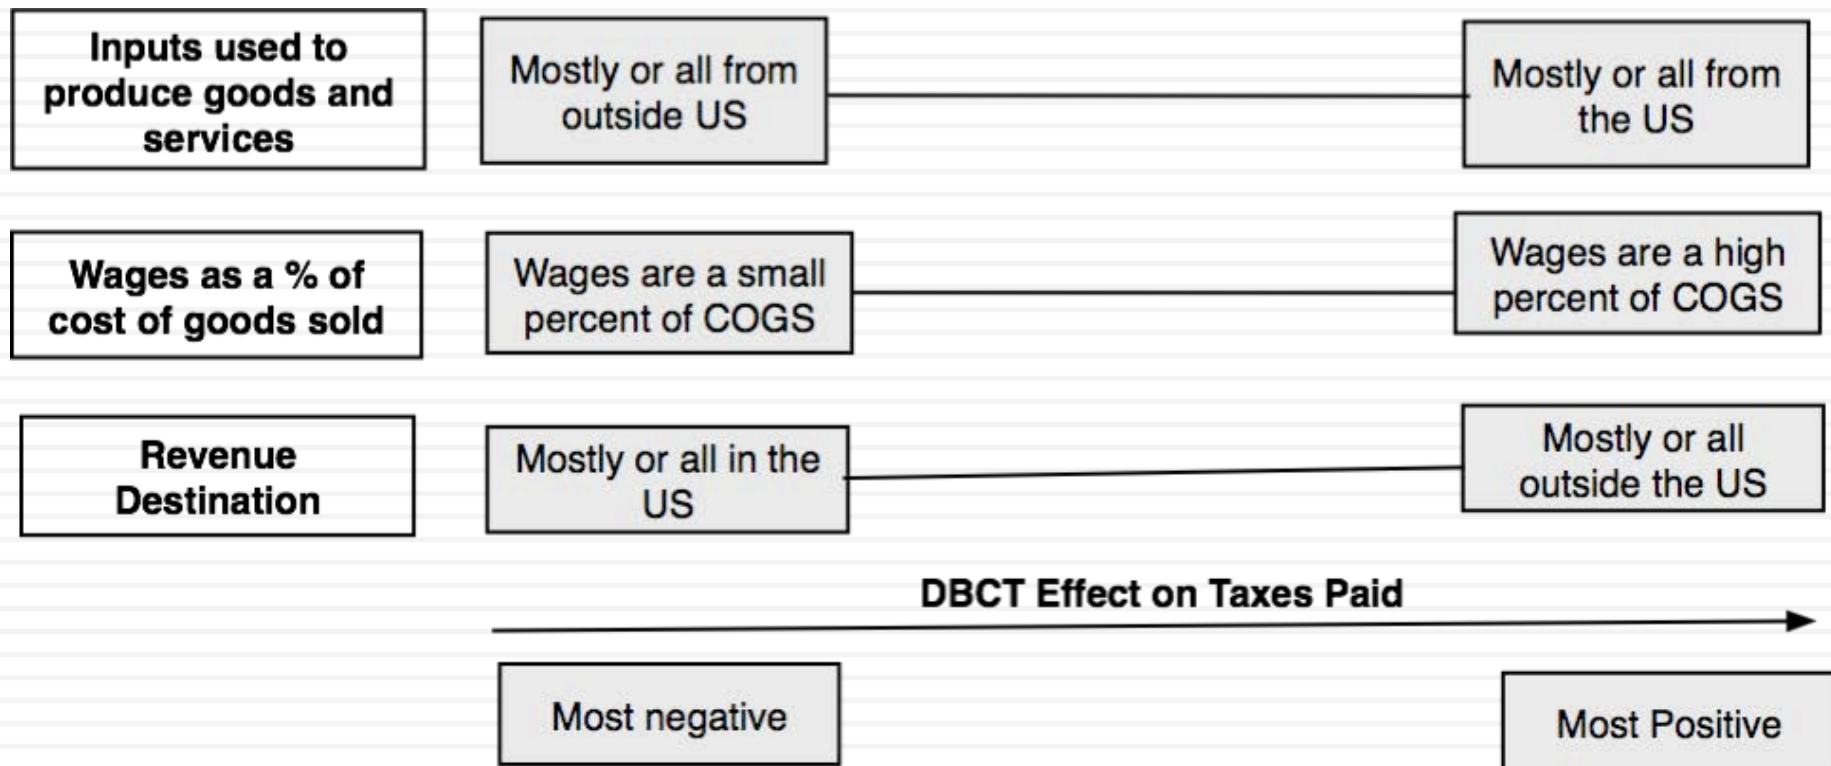 Inputs used to
produce goods and
services
Mostly or all from
outside US
Mostly or all from
the US
Wages as a % of
cost of goods sold
Wages are a small
percent of COGS
Wages are a high
percent of COGS
Revenue
Destination
Mostly or all in the
US
Mostly or all
outside the US
DBCT Effect on Taxes Paid
Most negative
Most Positive